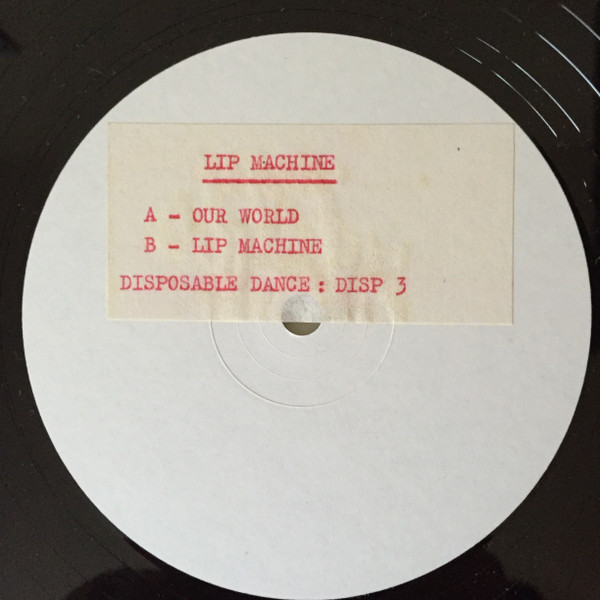 LIP MACHINE
A - OUR WORLD
B - LIP MACHINE
DISPOSABLE DANCE: DISP 3